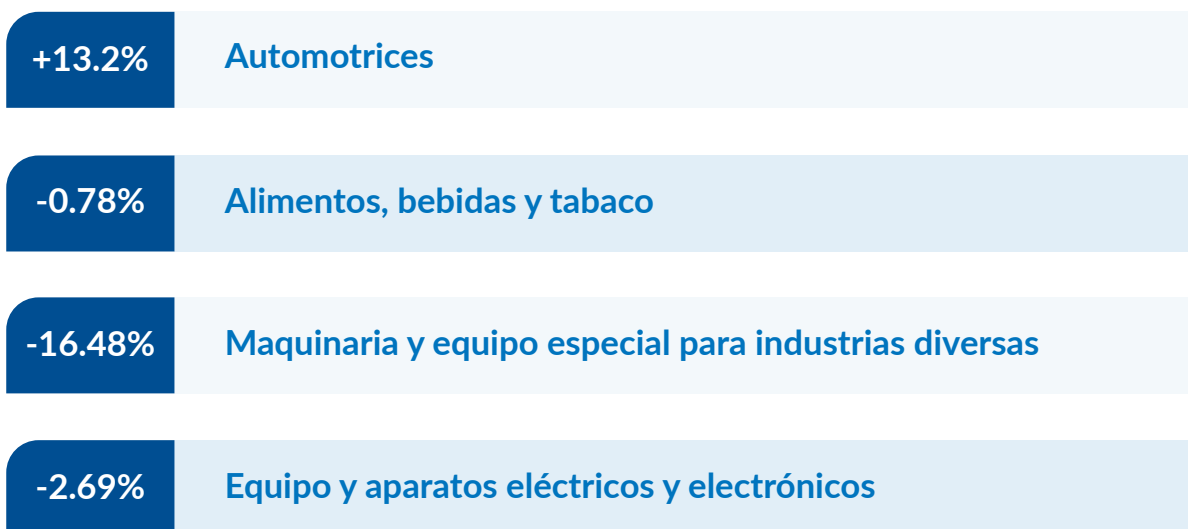 +13.2% Automotrices
-0.78% Alimentos, bebidas y tabaco
-16.48% Maquinaria y equipo especial para industrias diversas
-2.69% Equipo y aparatos eléctricos y electrónicos